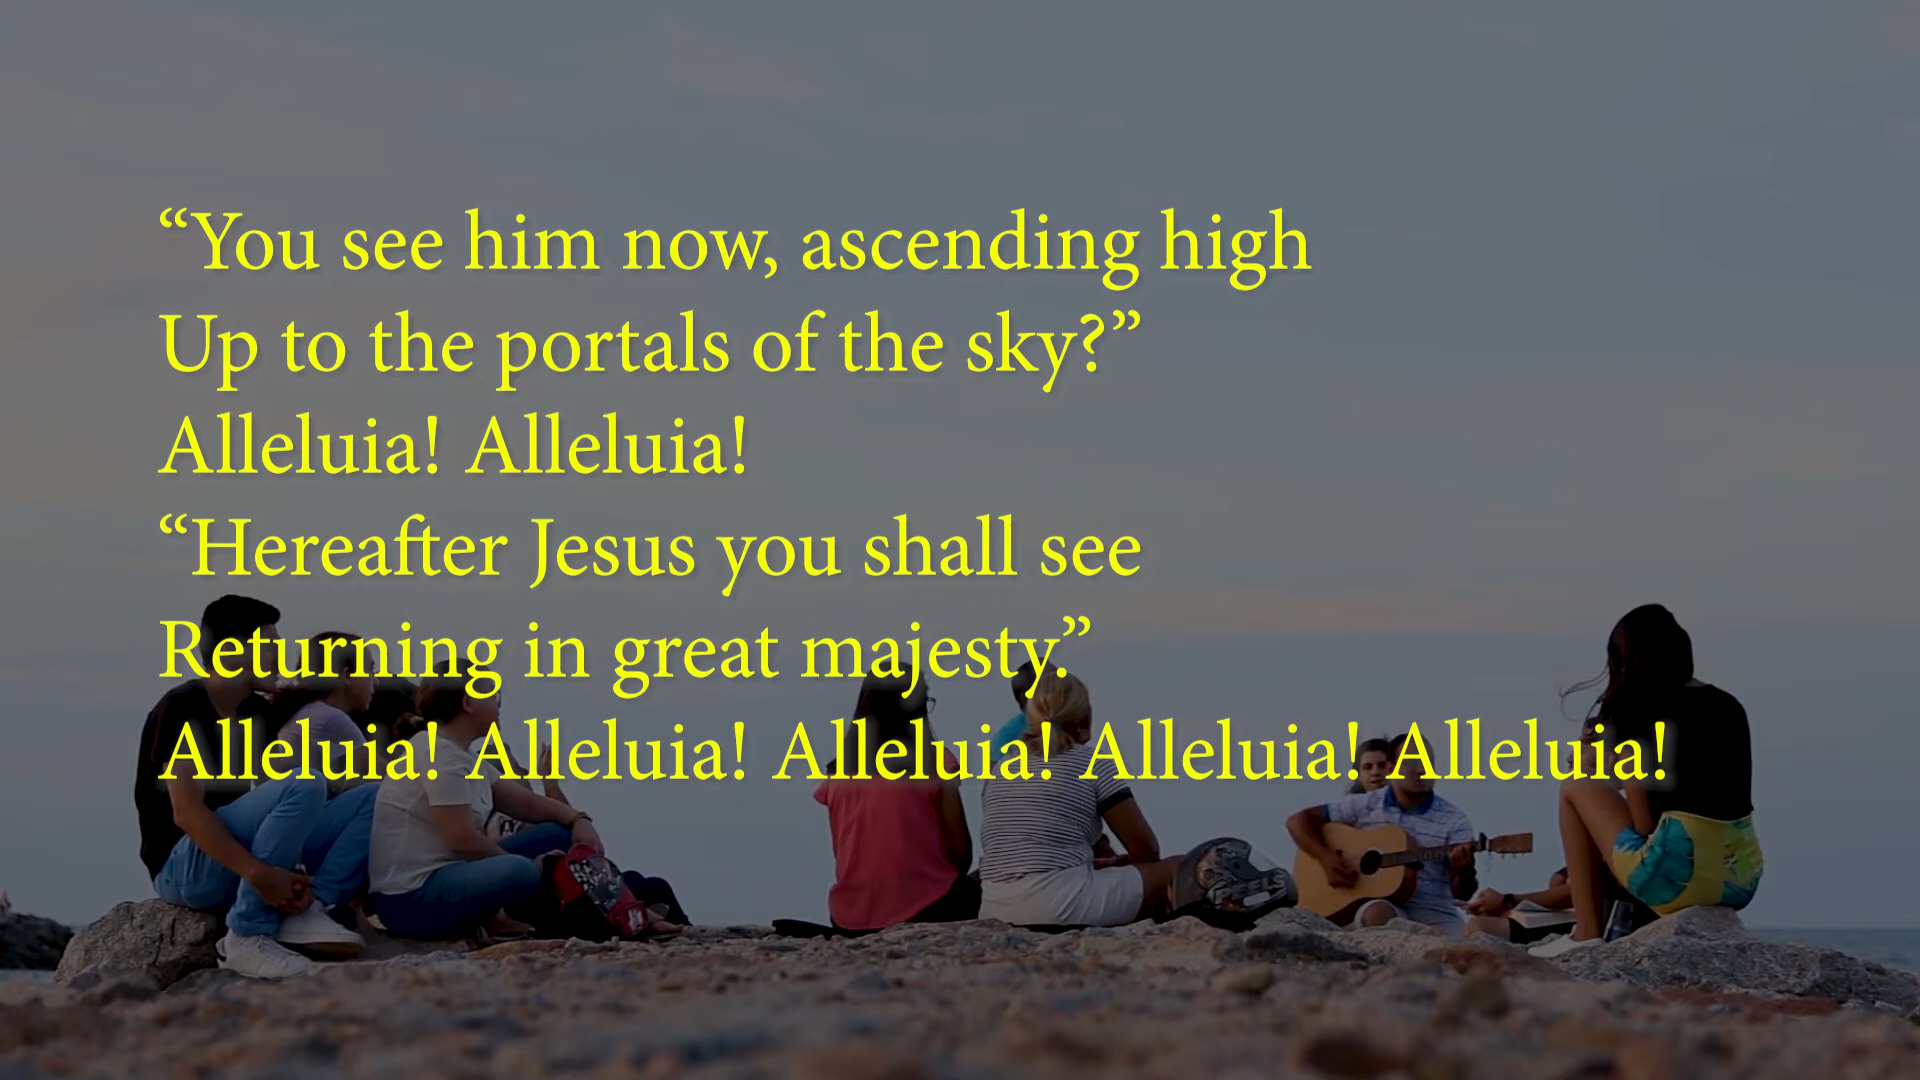 “You see him now, ascending high
Up to the portals of the sky?”
Alleluia! Alleluia!
“Hereafter Jesus you shall see
Returning in great majesty.”
Alleluia! Alleluia! Alleluia! Alleluia! Alleluia!